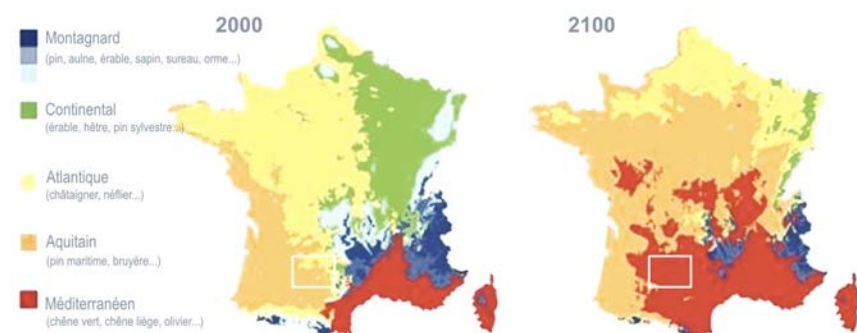 2000
2100
Montagnard
(pin, aulne, érable, sapin, sureau, orme...)
Continental
(érable, hêtre, pin sylvestre...)
Atlantique
(châtaigner, néflier...)
Aquitain
(pin maritime, bruyère...)
Méditerranéen
(chêne vert, chêne liège, olivier...)